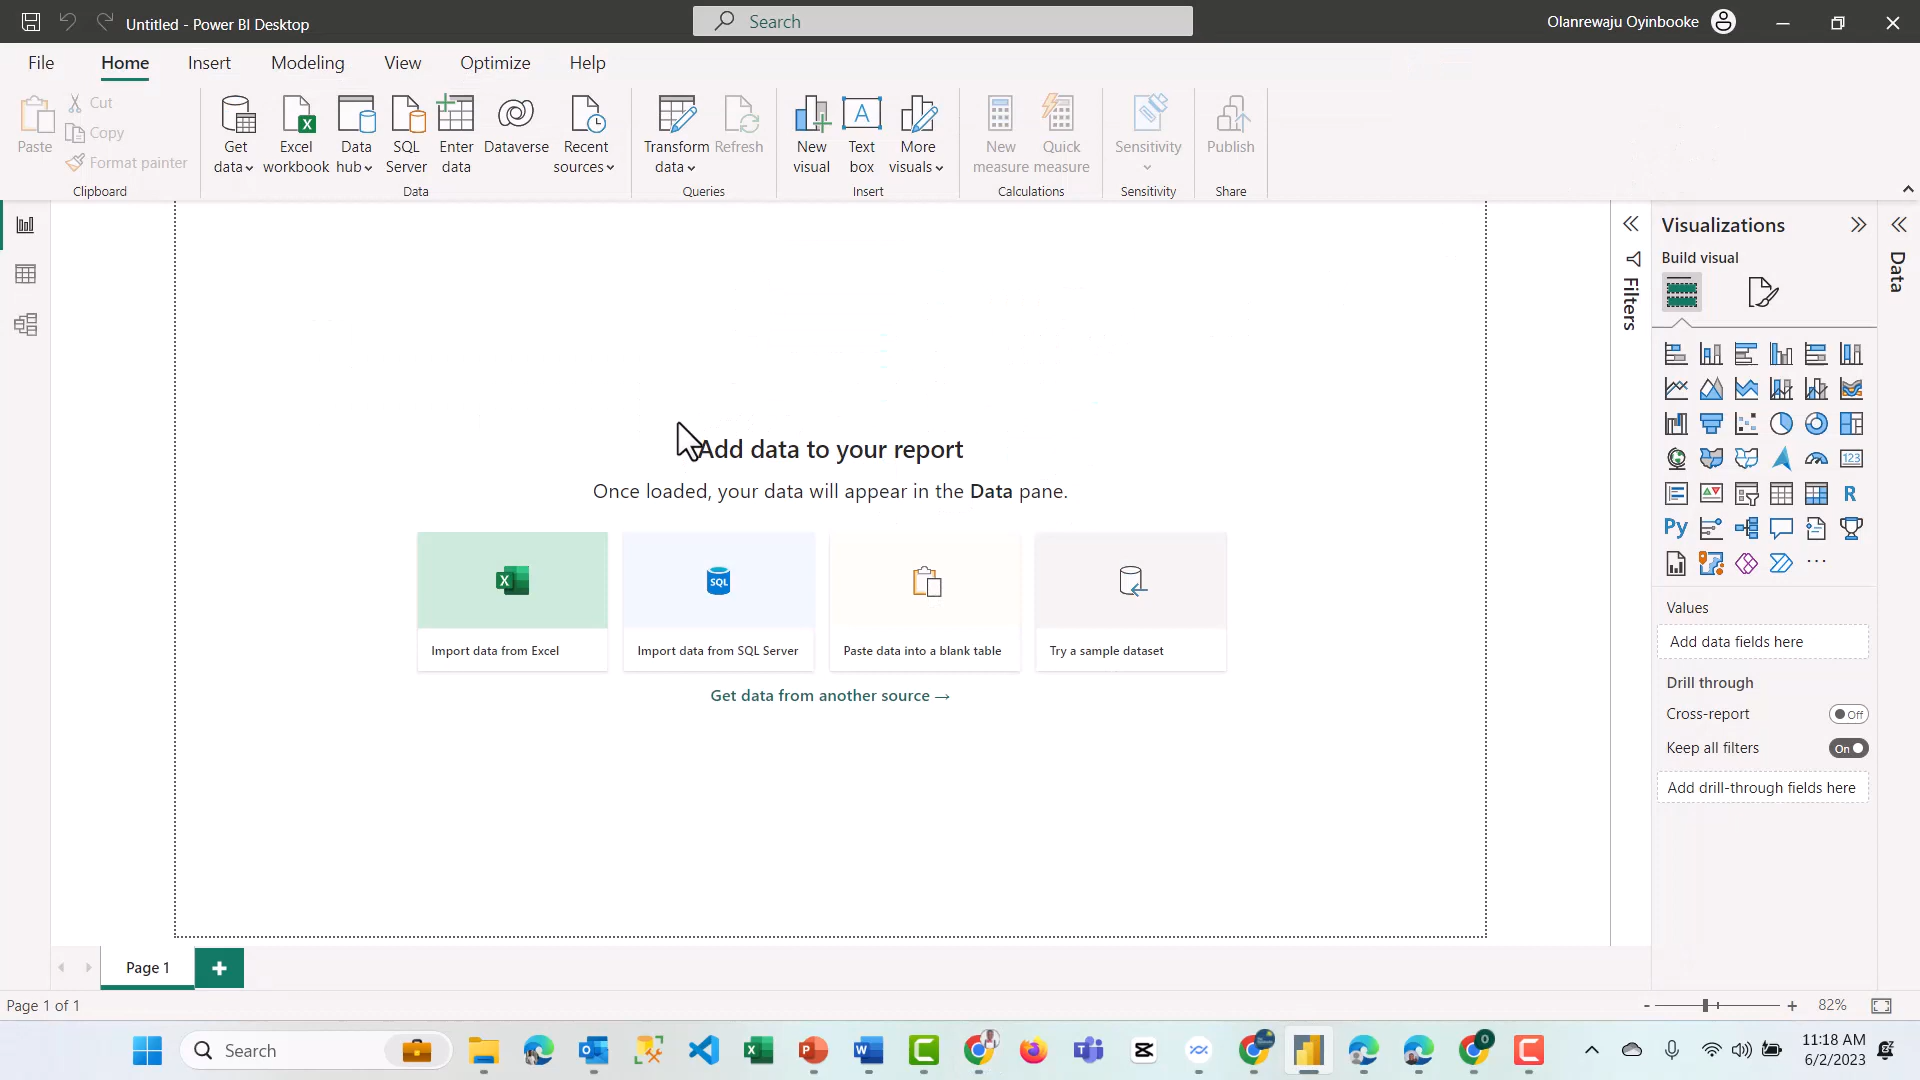 Untitled - Power BI Desktop
Search
Olanrewaju Oyinbooke
File Home Insert Modeling View Optimize Help
Paste
Cut
Copy
Format painter
Clipboard
Get data
Excel workbook
Data hub
SQL Server
Enter data
Dataverse
Recent sources
Data
Transform data
Refresh
Queries
New visual
Text box
More visuals
Insert
New measure
Quick measure
Calculations
Sensitivity
Sensitivity
Publish
Share
Add data to your report
Once loaded, your data will appear in the Data pane.
SQL
Import data from Excel
Import data from SQL Server
Paste data into a blank table
Try a sample dataset
Get data from another source →
Filters
Visualizations
Build visual
123
R
Py
Values
Add data fields here
Drill through
Cross-report
Off
Keep all filters
On
Add drill-through fields here
Data
Page 1
Page 1 of 1
- + 82%
Search
0
11:18 AM
6/2/2023